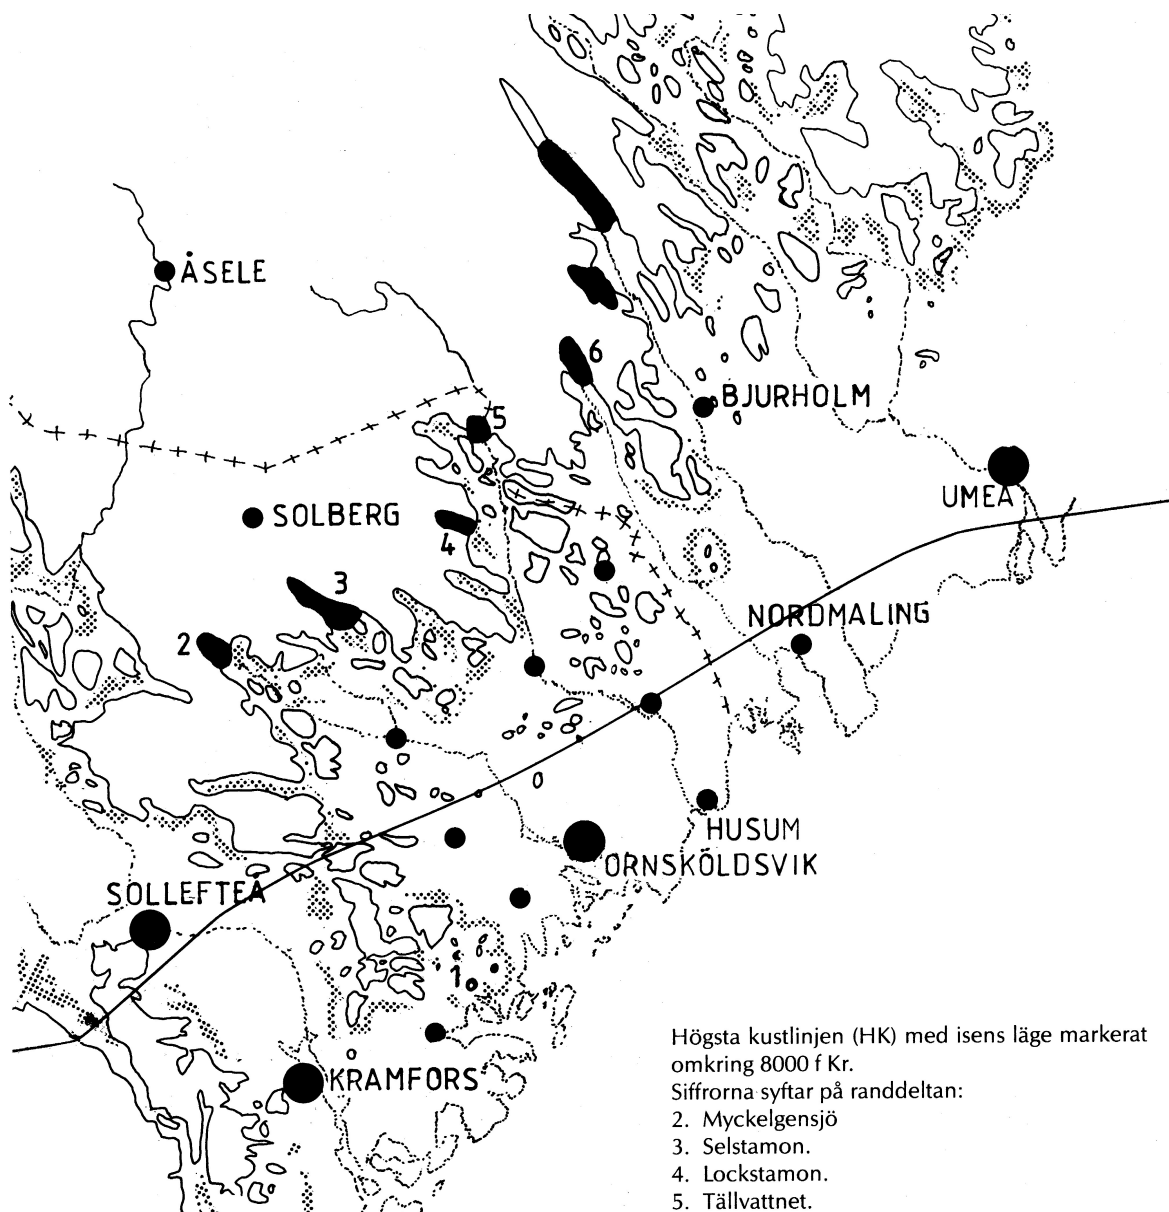 ÅSELE
6
BJURHOLM
5
SOLBERG
4
UMEÅ
3
2
NORDMALING
HUSUM
ÖRNSKÖLDSVIK
SOLLEFTEÅ
1
KRAMFORS
Högsta kustlinjen (HK) med isens läge markerat
omkring 8000 f Kr.
Siffrorna syftar på randdeltan:
2. Myckelgensjö
3. Selstamon.
4. Lockstamon.
5. Tällvattnet.